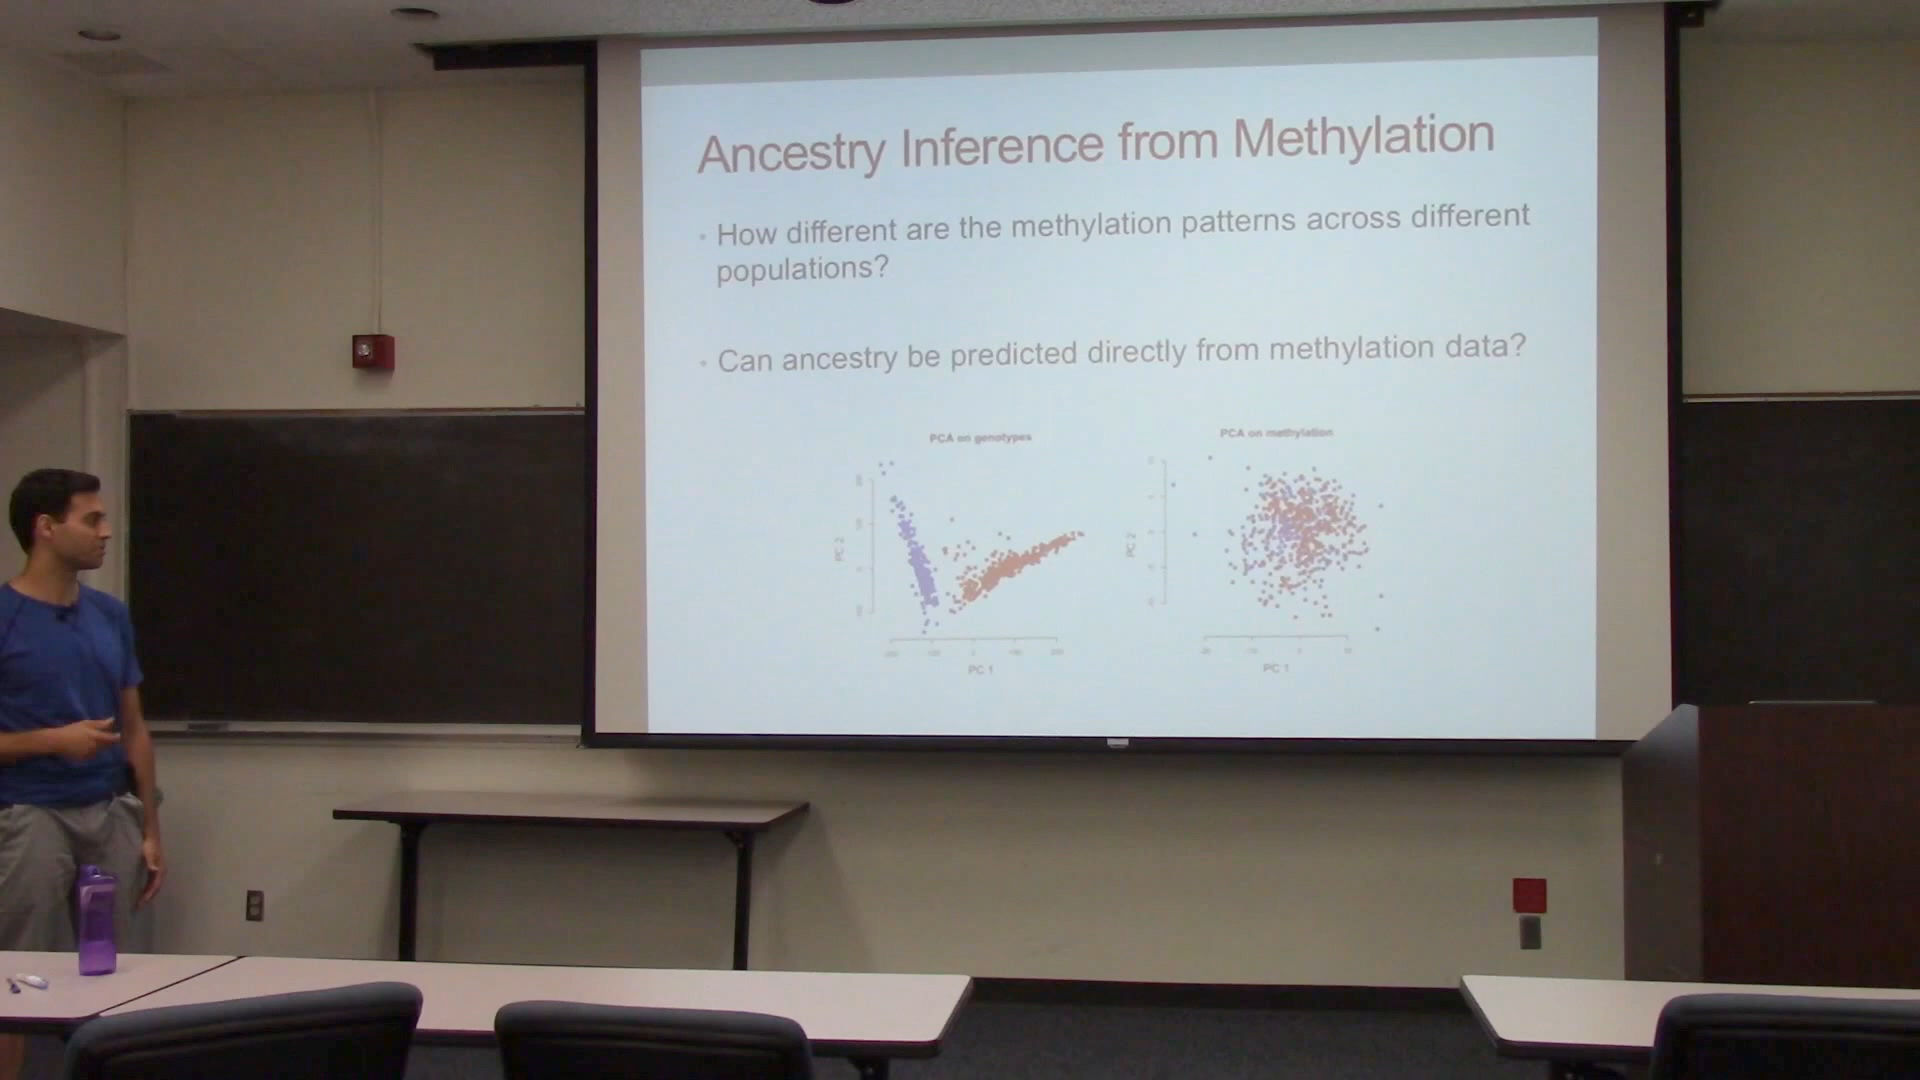 Ancestry Inference from Methylation
• How different are the methylation patterns across different
populations?
• Can ancestry be predicted directly from methylation data?
PCA on genotypes
PC 2
PC 1
PCA on methylation
PC 2
PC 1